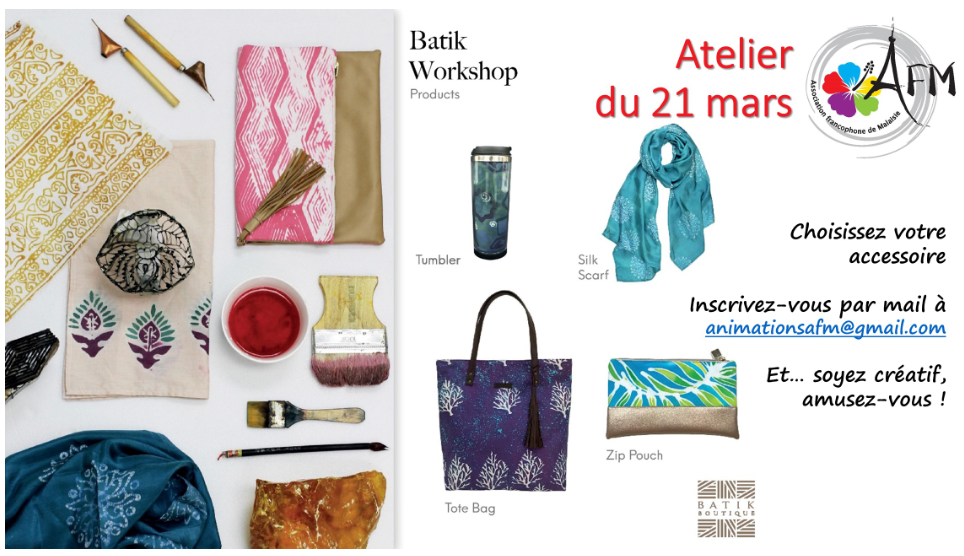 Batik
Workshop
Products
Atelier
du 21 mars
AFM
Association francophone de Malaisie
Tumbler
Silk
Scarf
Choisissez votre
accessoire
Inscrivez-vous par mail à
animationsafm@gmail.com
Et... soyez créatif,
amusez-vous !
Tote Bag
Zip Pouch
BATIK
BOUTIQUE